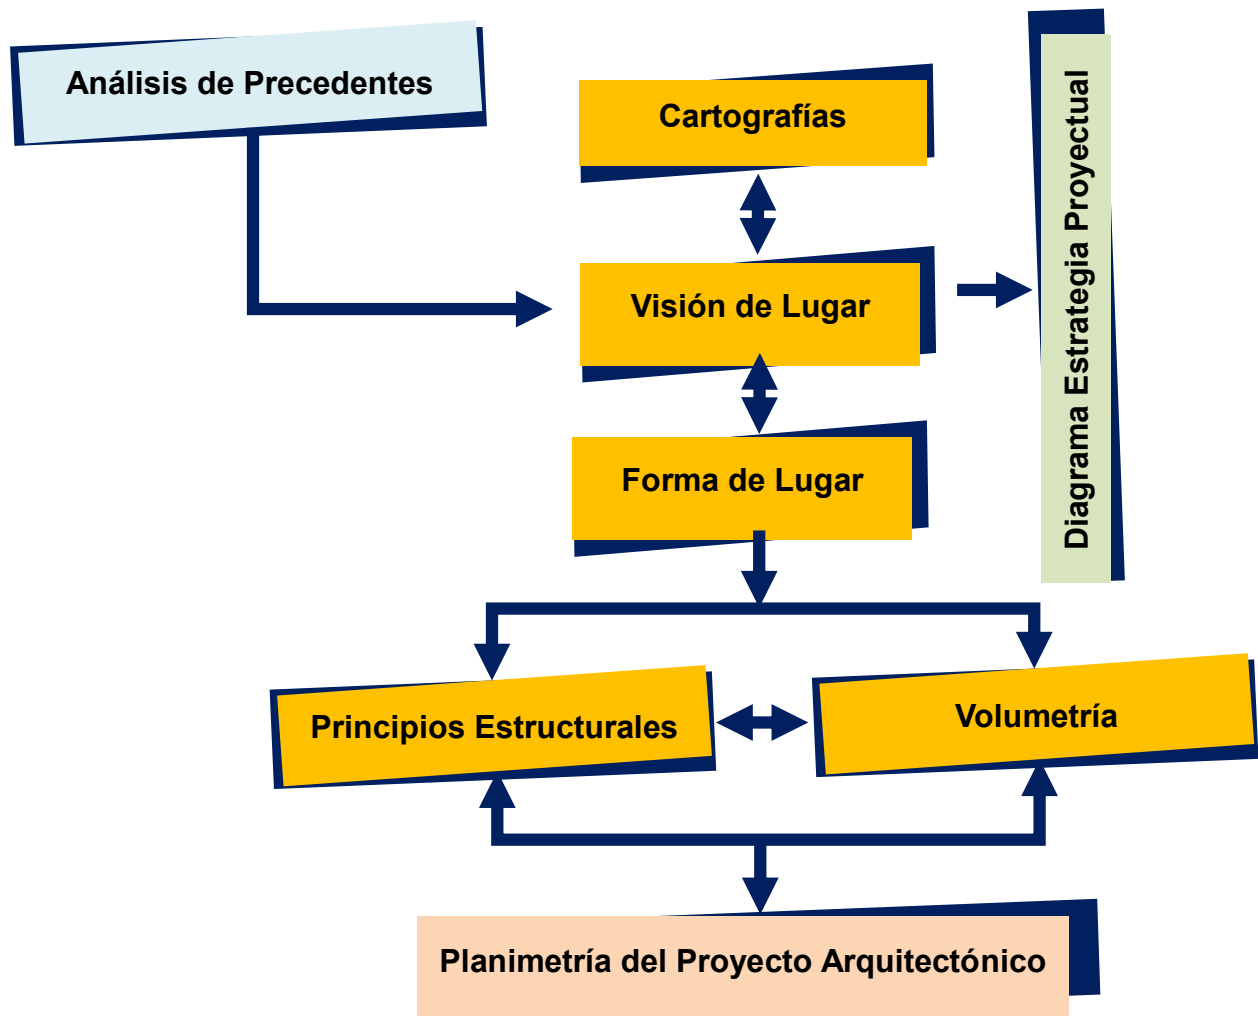 Análisis de Precedentes
Cartografías
Diagrama Estrategia Proyectual
Visión de Lugar
Forma de Lugar
Principios Estructurales
Volumetría
Planimetría del Proyecto Arquitectónico